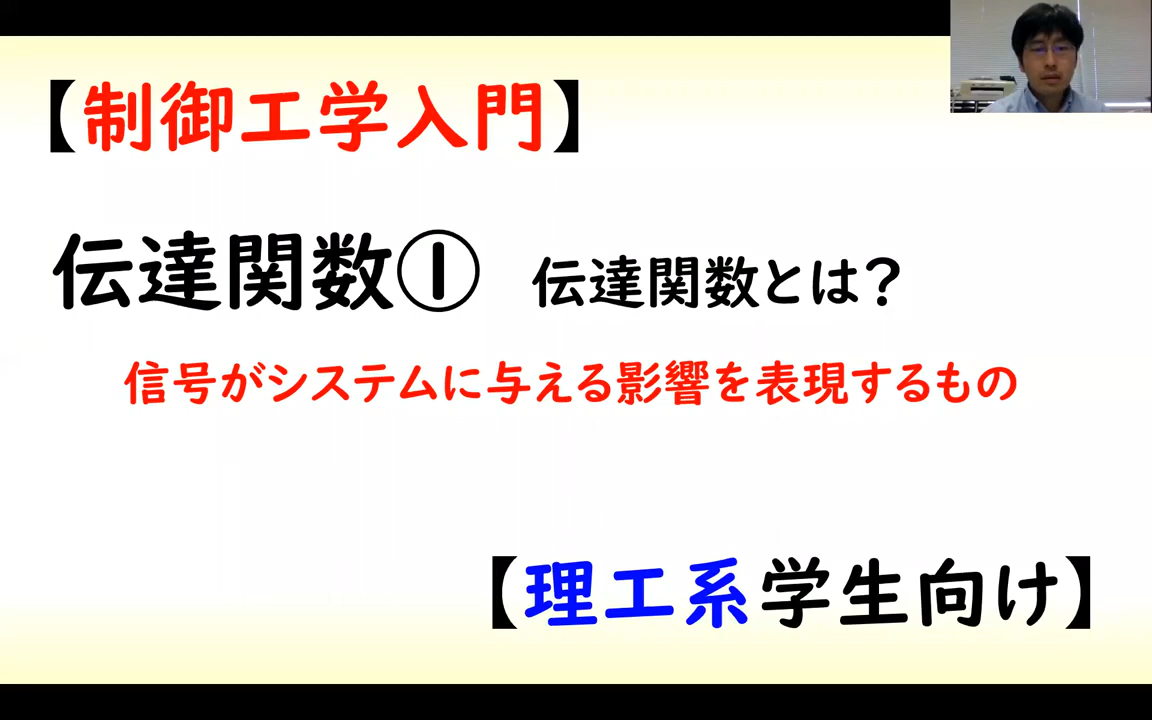 【制御工学入門】
伝達関数① 伝達関数とは？
信号がシステムに与える影響を表現するもの
【理工系学生向け】